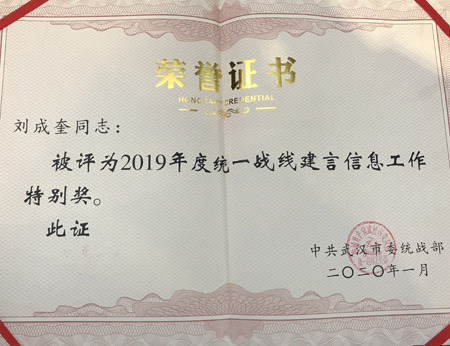 荣誉证书
HONORARY CREDENTIAL
刘成奎同志：
被评为2019年度统一战线建言信息工作
特别奖。
此证
中共武汉市委统战部
二〇二〇年一月